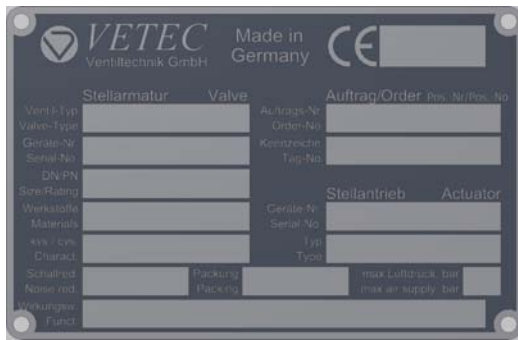 VETEC
Ventiltechnik GmbH
Made in
Germany
CE
Stellarmatur Valve
Ventil-Typ
Valve-Type
Geräte-Nr.
Serial-No.
DN/PN
Size/Rating
Werkstoffe
Materials
kvs / cvs
Charact.
Schallred.
Noise red.
Packung
Packing
max Luftdruck bar
max air supply bar
Wirkungsw.
Funct.
Auftrag/Order Pos.-Nr/Pos.-No
Auftrags-Nr
Order-No.
Kennzeichn.
Tag-No.
Stellantrieb Actuator
Geräte-Nr.
Serial-No.
Typ
Type